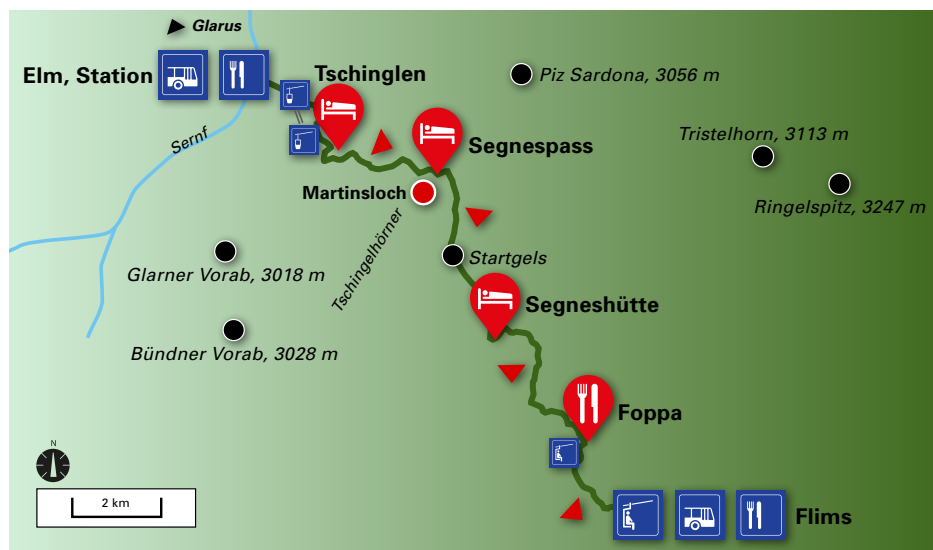 Glarus
Elm, Station
Tschinglen
Piz Sardona, 3056 m
Sernf
Segnespass
Tristelhorn, 3113 m
Martinsloch
Ringelspitz, 3247 m
Tschingelhörner
Startgels
Glarner Vorab, 3018 m
Segneshütte
Bündner Vorab, 3028 m
Foppa
N
2 km
Flims